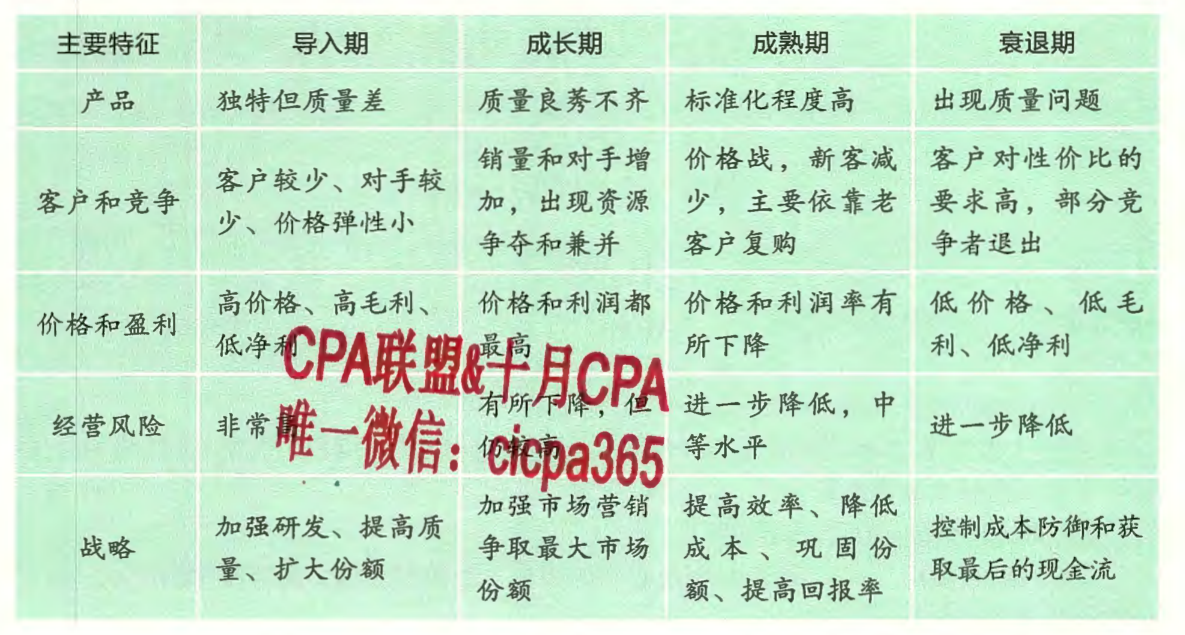 主要特征 导入期 成长期 成熟期 衰退期
产品 独特但质量差 质量良莠不齐 标准化程度高 出现质量问题
客户和竞争
客户较少、对手较
少、价格弹性小
销量和对手增
加，出现资源
争夺和兼并
价格战，新客减
少，主要依靠老
客户复购
客户对性价比的
要求高，部分竞
争者退出
价格和盈利
高价格、高毛利、
低净利
价格和利润都
最高
价格和利润率有
所下降
低价格、低毛
利、低净利
经营风险
非常高
有所下降，但
仍较高
进一步降低，中
等水平
进一步降低
战略
加强研发、提高质
量、扩大份额
加强市场营销
争取最大市场
份额
提高效率、降低
成本、巩固份
额、提高回报率
控制成本防御和获
取最后的现金流
CPA联盟&十月CPA
唯一微信：cicpa365